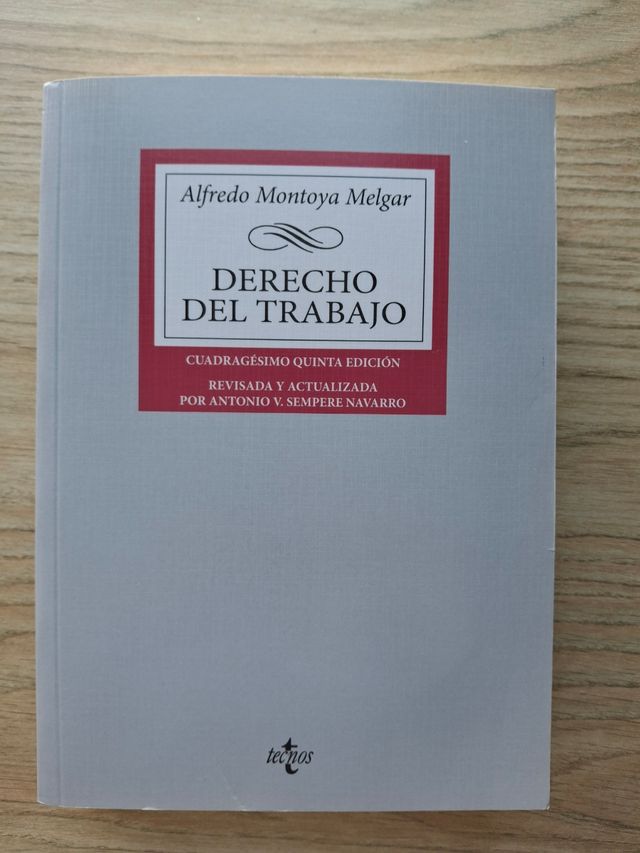 Alfredo Montoya Melgar
DERECHO
DEL TRABAJO
CUADRAGÉSIMO QUINTA EDICIÓN
REVISADA Y ACTUALIZADA
POR ANTONIO V. SEMPERE NAVARRO
tecnos